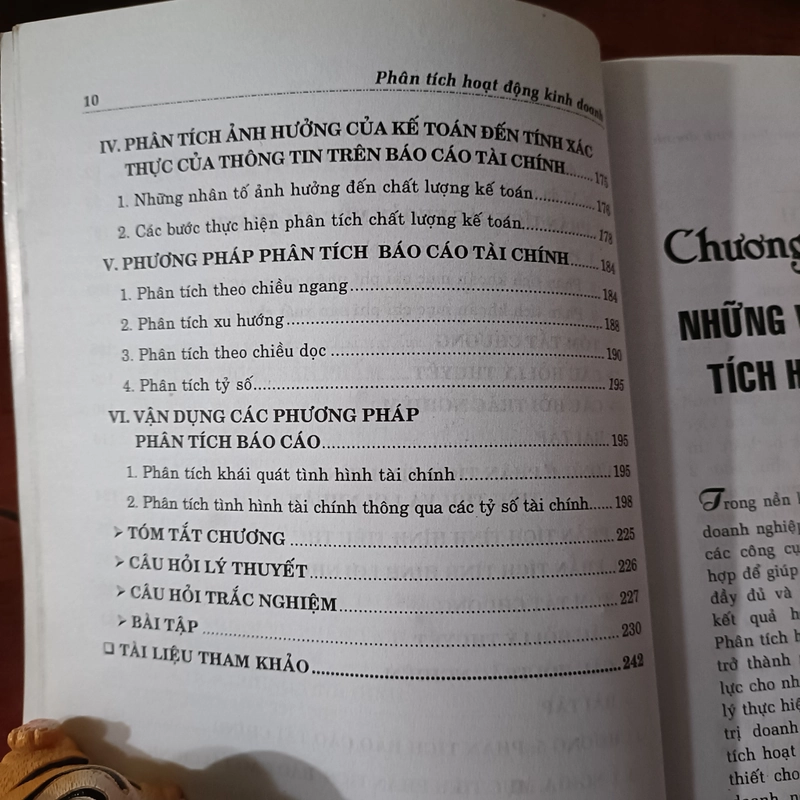 10
Phân tích hoạt động kinh doanh
IV. PHÂN TÍCH ẢNH HƯỞNG CỦA KẾ TOÁN ĐẾN TÍNH XÁC
THỰC CỦA THÔNG TIN TRÊN BÁO CÁO TÀI CHÍNH.......175
1. Những nhân tố ảnh hưởng đến chất lượng kế toán............176
2. Các bước thực hiện phân tích chất lượng kế toán............178
V. PHƯƠNG PHÁP PHÂN TÍCH BÁO CÁO TÀI CHÍNH.......184
1. Phân tích theo chiều ngang........................................184
2. Phân tích xu hướng....................................................188
3. Phân tích theo chiều dọc............................................190
4. Phân tích tỷ số...........................................................195
VI. VẬN DỤNG CÁC PHƯƠNG PHÁP
PHÂN TÍCH BÁO CÁO.................................................195
1. Phân tích khái quát tình hình tài chính........................195
2. Phân tích tình hình tài chính thông qua các tỷ số tài chính......198
➢ TÓM TẮT CHƯƠNG....................................................225
➢ CÂU HỎI LÝ THUYẾT.................................................226
➢ CÂU HỎI TRẮC NGHIỆM.............................................227
➢ BÀI TẬP....................................................................230
❑ TÀI LIỆU THAM KHẢO................................................242
Chương
NHỮNG
TÍCH
Trong nền
doanh nghiệp
các công cụ
hợp để giúp
đầy đủ và
kết quả
Phân tích
trở thành
lực cho
lý thực
trị doanh
tích hoạt
thiết cho